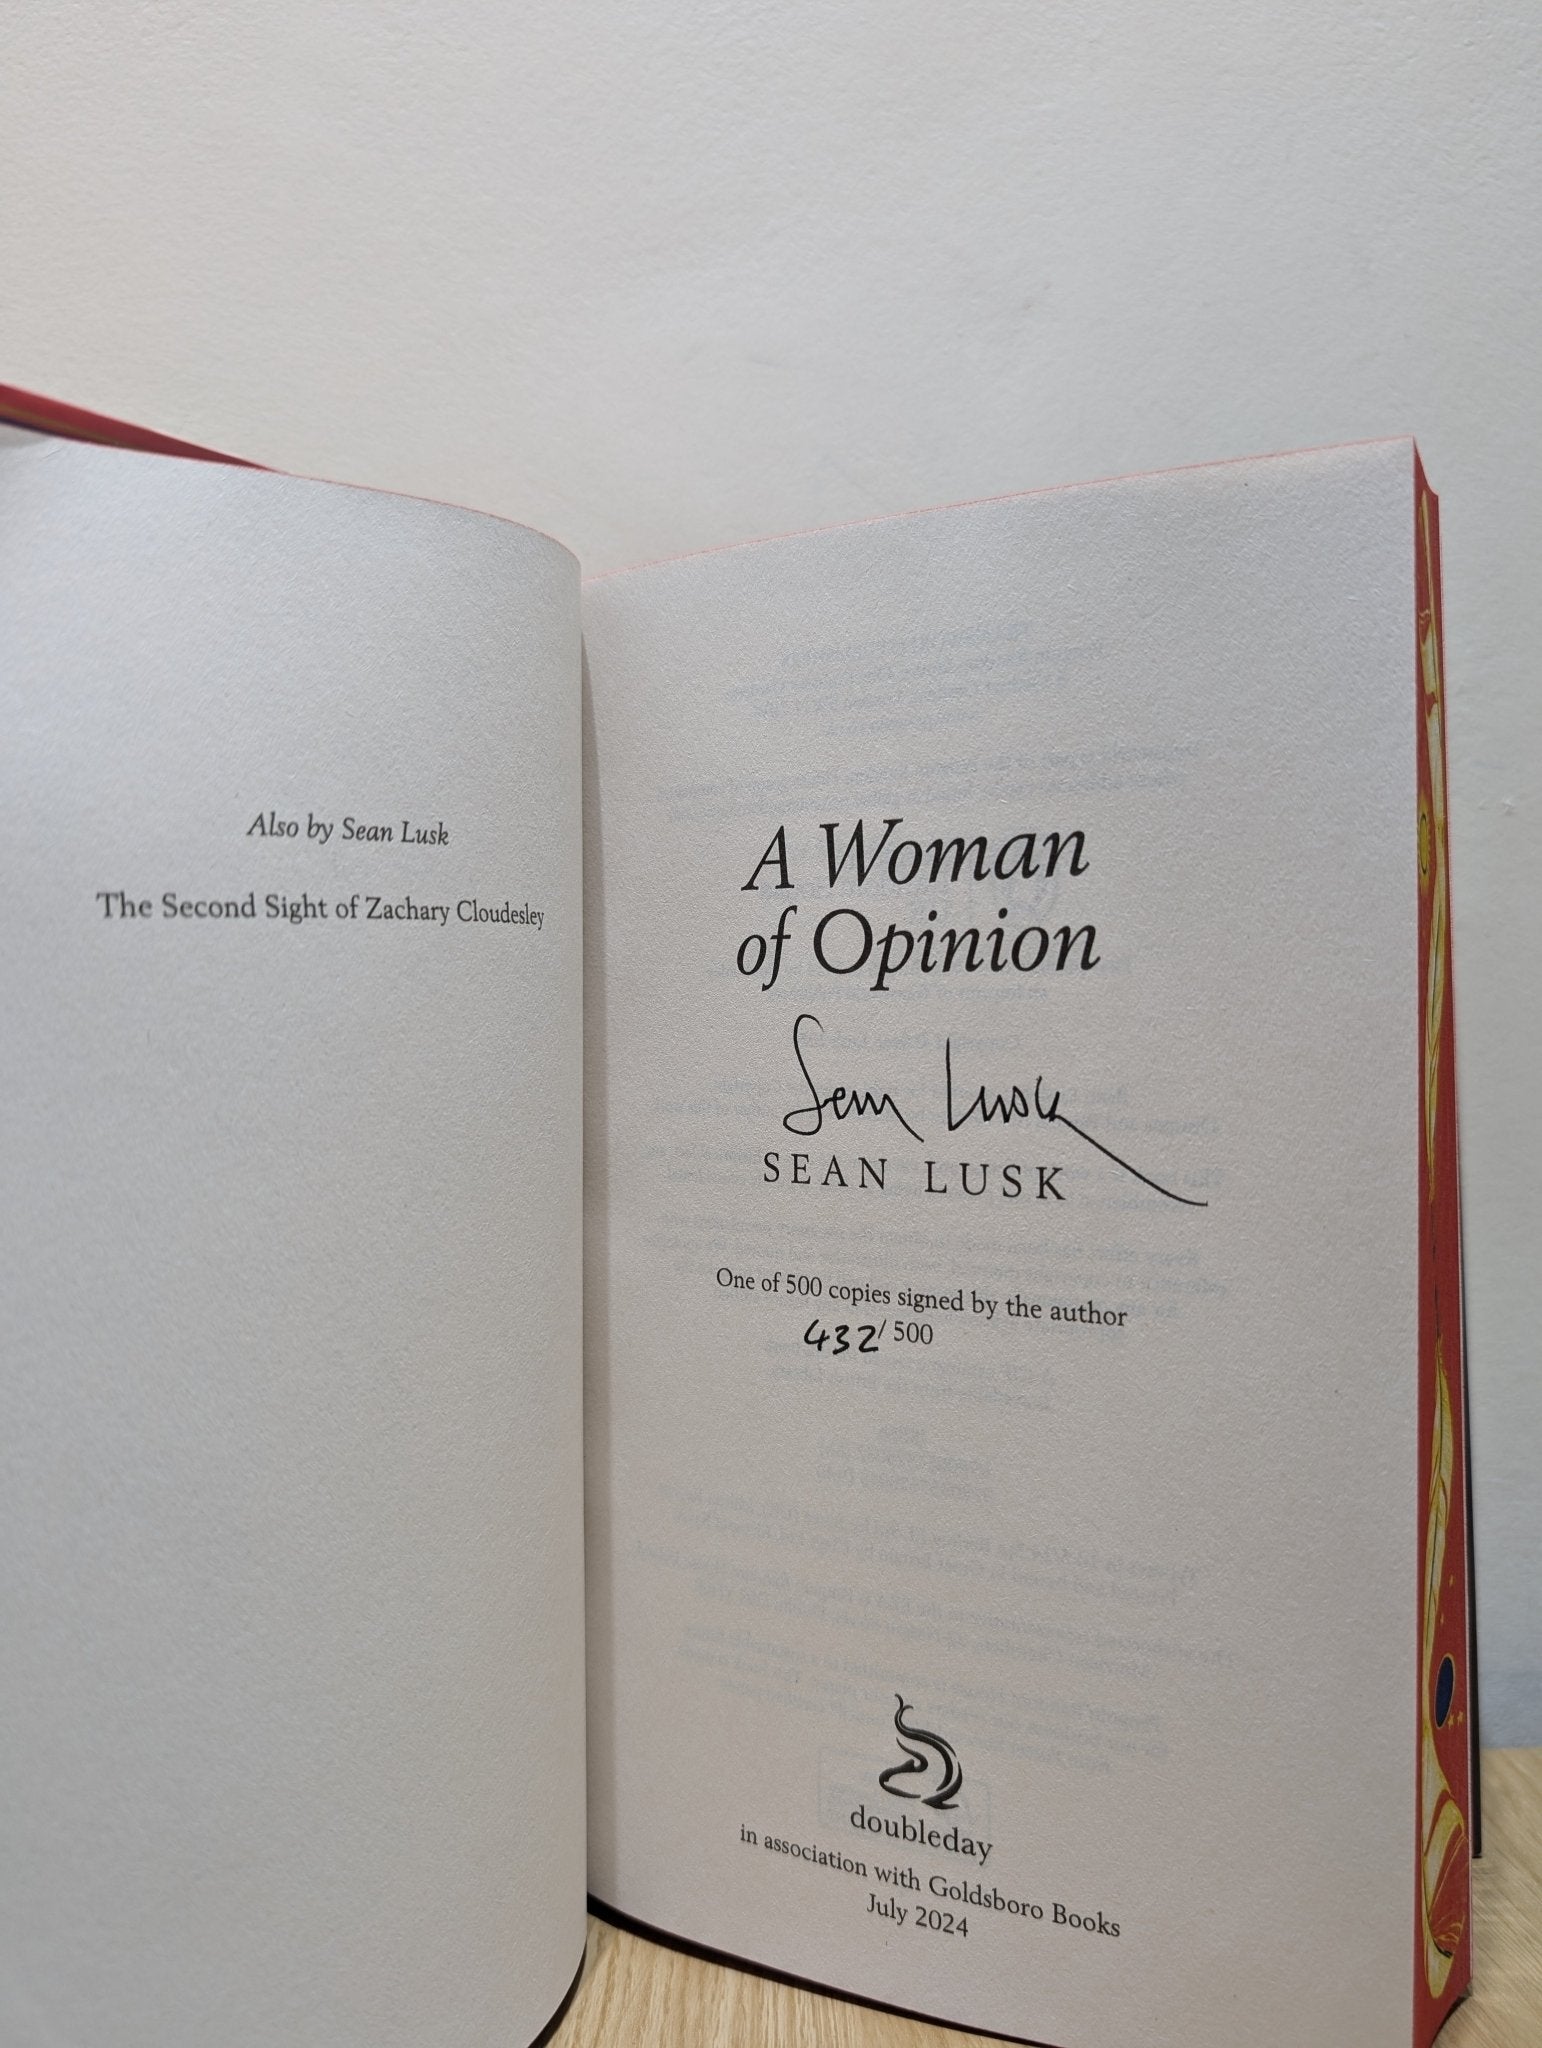 Also by Sean Lusk
The Second Sight of Zachary Cloudesley
A Woman
of Opinion
Sean Lusk
SEAN LUSK
One of 500 copies signed by the author
432/500
doubleday
in association with Goldsboro Books
July 2024